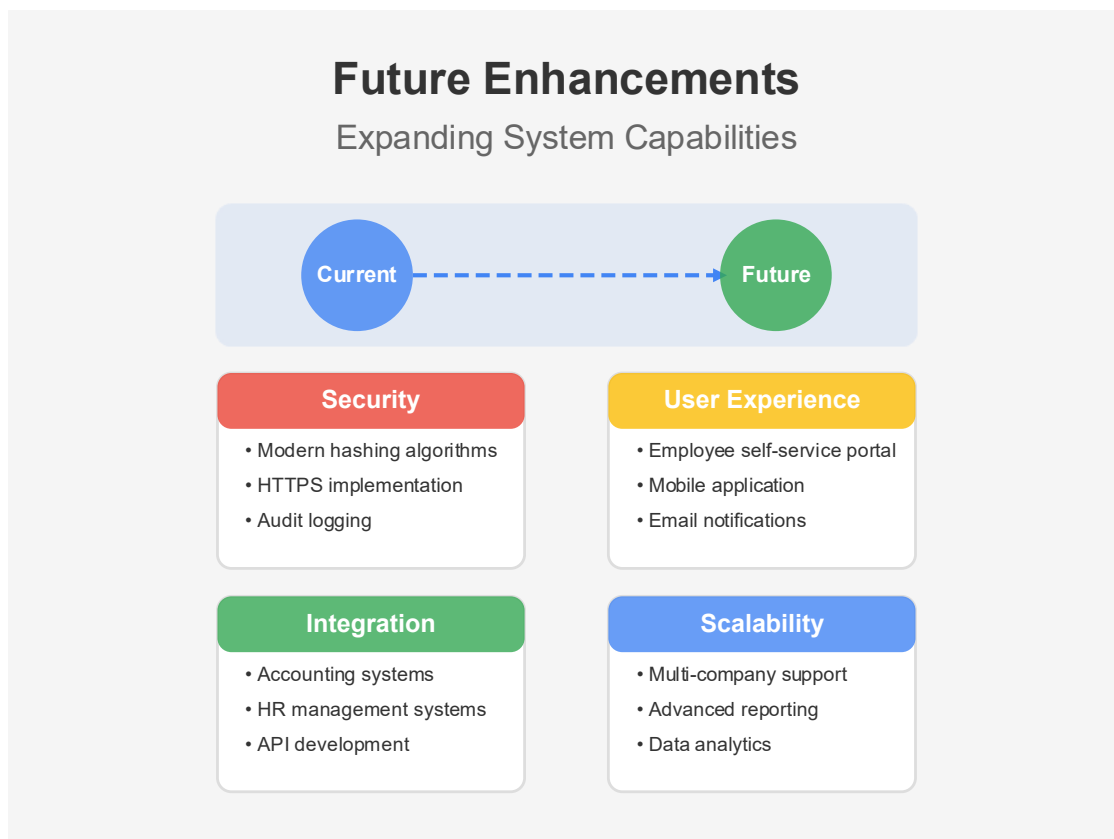 Future Enhancements
Expanding System Capabilities
Current
Future
Security
• Modern hashing algorithms
• HTTPS implementation
• Audit logging
User Experience
• Employee self-service portal
• Mobile application
• Email notifications
Integration
• Accounting systems
• HR management systems
• API development
Scalability
• Multi-company support
• Advanced reporting
• Data analytics